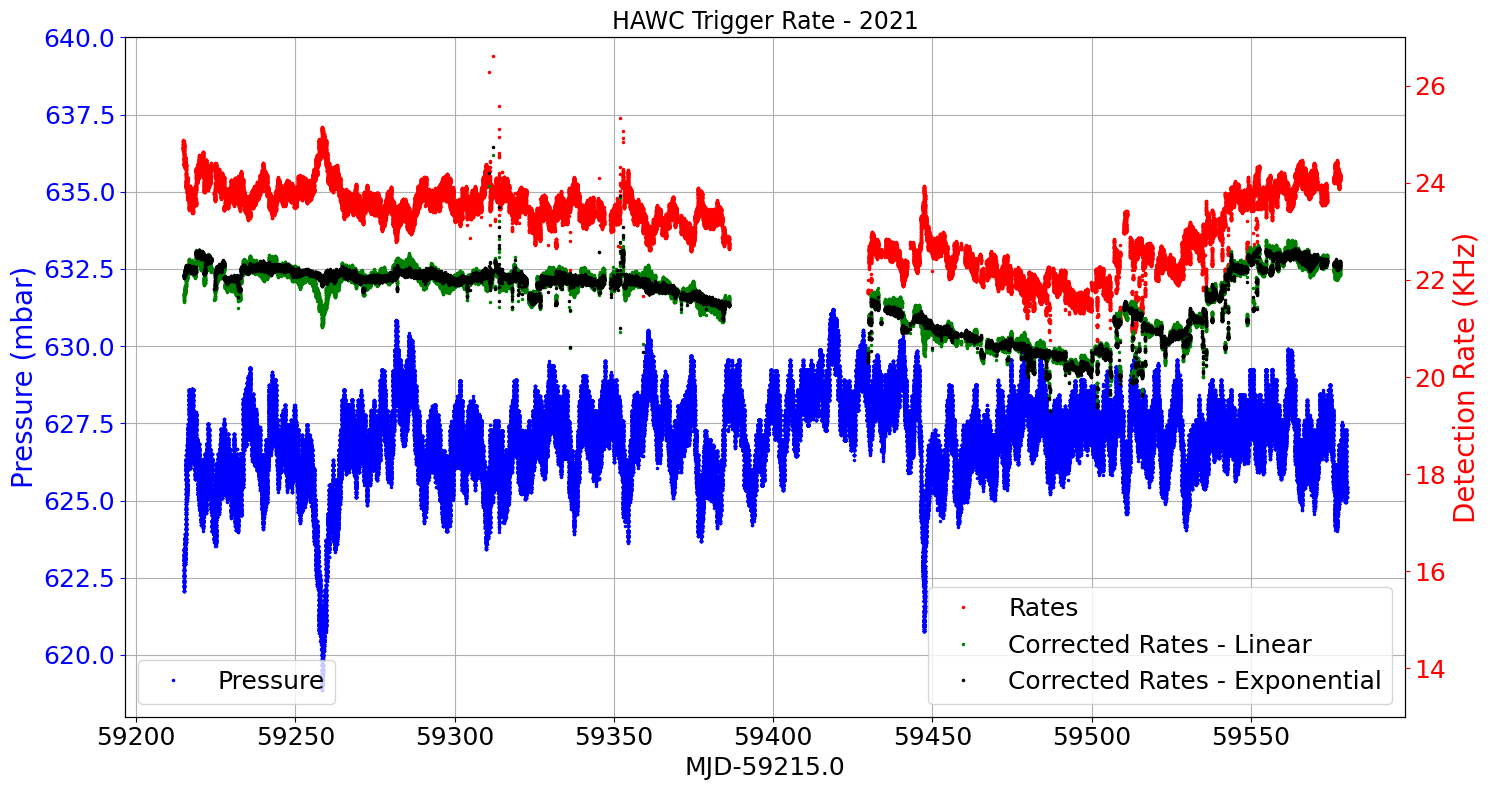 HAWC Trigger Rate - 2021
Pressure (mbar)
640.0
637.5
635.0
632.5
630.0
627.5
625.0
622.5
620.0
Detection Rate (KHz)
26
24
22
20
18
16
14
Pressure
Rates
Corrected Rates - Linear
Corrected Rates - Exponential
59200 59250 59300 59350 59400 59450 59500 59550
MJD-59215.0